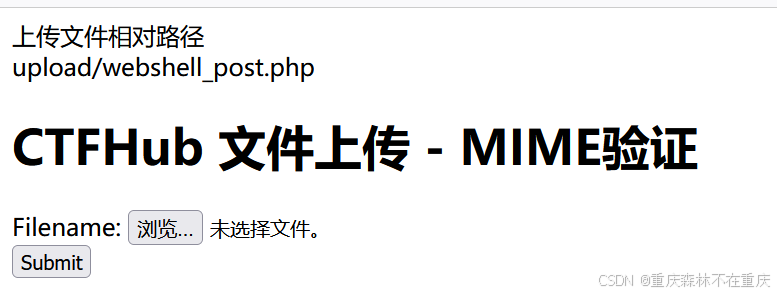 上传文件相对路径
upload/webshell_post.php
CTFHub 文件上传 - MIME验证
Filename: 浏览... 未选择文件。
Submit
CSDN @重庆森林不在重庆